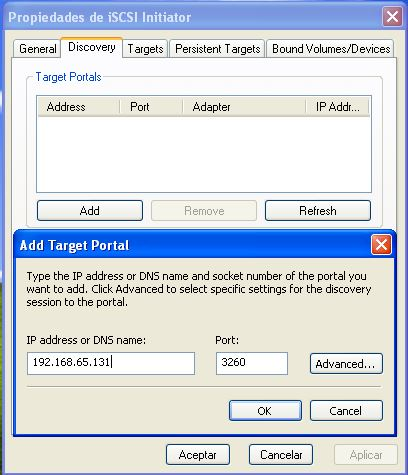 Propiedades de iSCSI Initiator
General Discovery Targets Persistent Targets Bound Volumes/Devices
Target Portals
Address Port Adapter IP Addr...
Add Remove Refresh
Add Target Portal
Type the IP address or DNS name and socket number of the portal you
want to add. Click Advanced to select specific settings for the discovery
session to the portal.
IP address or DNS name: Port:
192.168.65.131 3260 Advanced...
OK Cancel
Aceptar Cancelar Aplicar